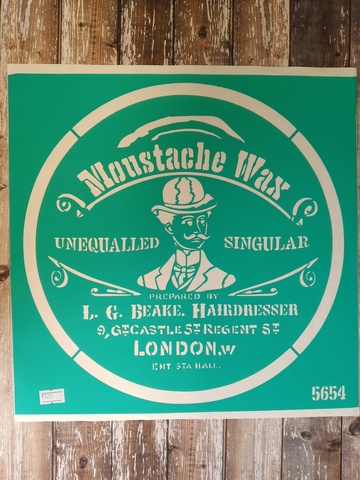 Moustache Wax
UNEQUALLED SINGULAR
PREPARED BY
L. G. BEAKE. HAIRDRESSER
9, GT CASTLE ST REGENT ST
LONDON, W
ENT. STA. HALL.
5654